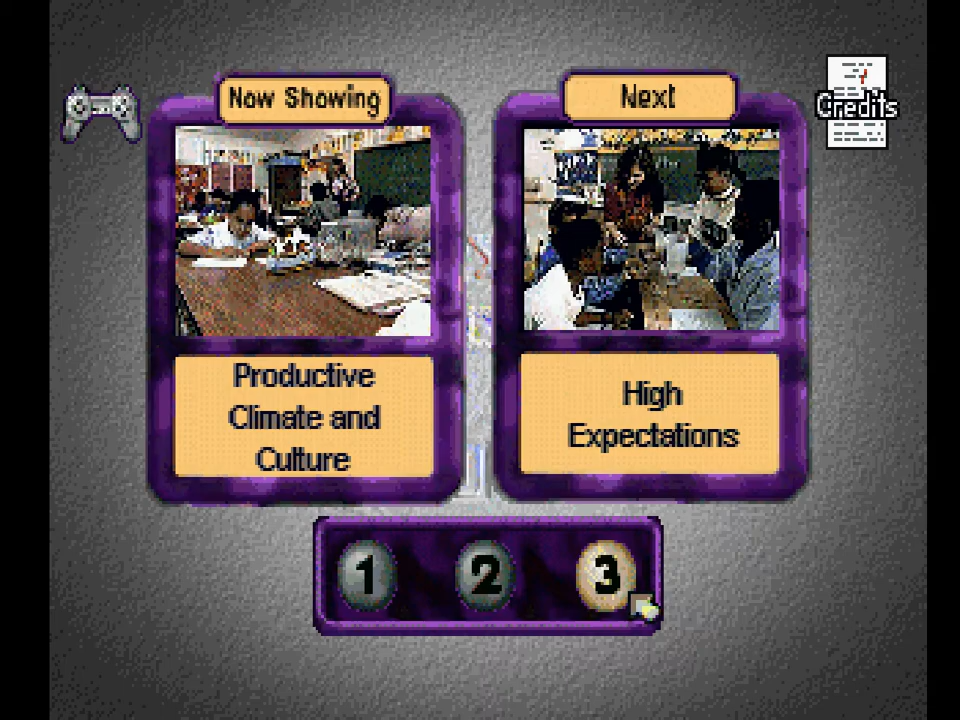 Now Showing
Next
Credits
Productive
Climate and
Culture
High
Expectations
1 2 3